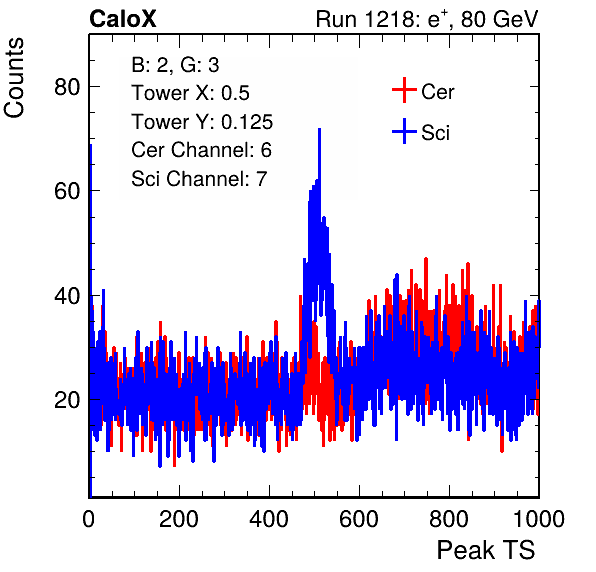 CaloX
Run 1218: e+, 80 GeV
Counts
B: 2, G: 3
Tower X: 0.5
Tower Y: 0.125
Cer Channel: 6
Sci Channel: 7
Cer
Sci
80
60
40
20
0 200 400 600 800 1000
Peak TS